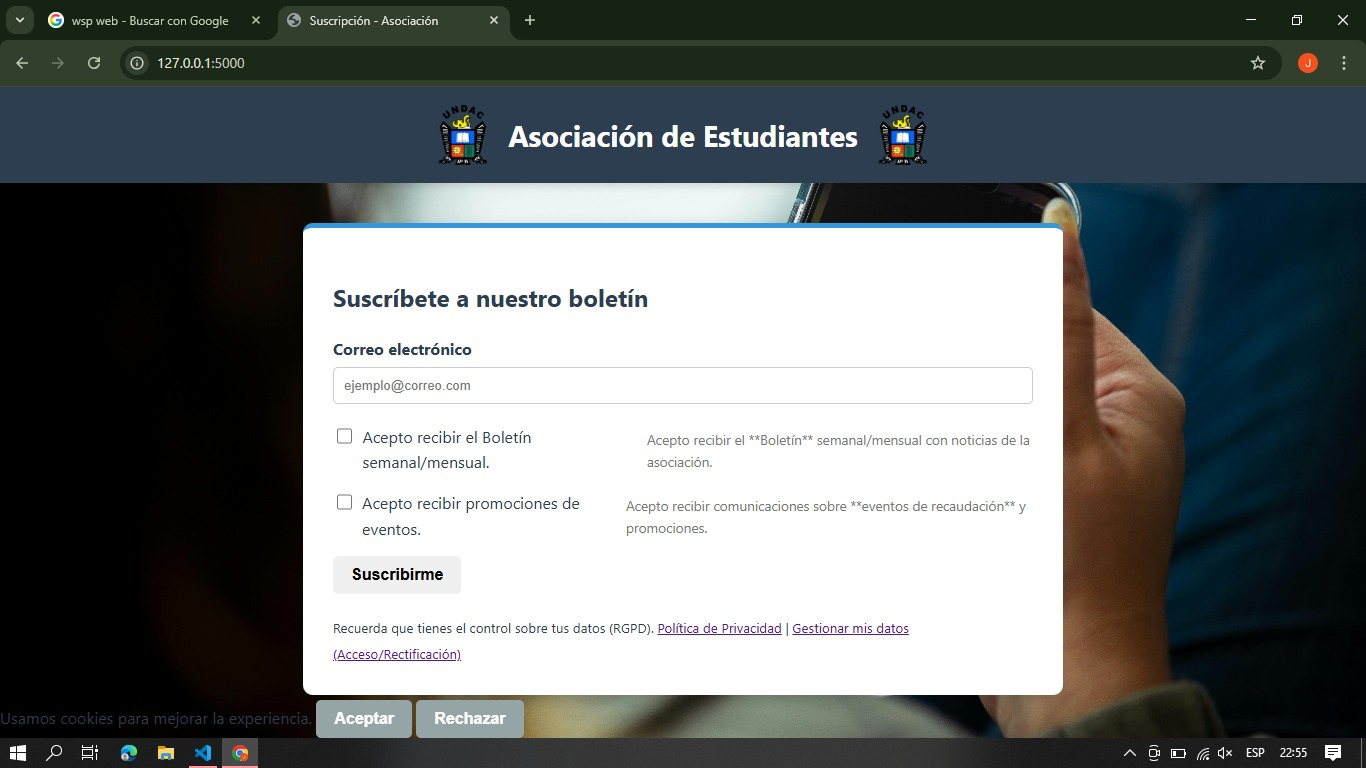 wsp web - Buscar con Google
Suscripción - Asociación
127.0.0.1:5000
J
UNDAC
Asociación de Estudiantes
UNDAC
Suscríbete a nuestro boletín
Correo electrónico
ejemplo@correo.com
Acepto recibir el Boletín
semanal/mensual.
Acepto recibir el **Boletín** semanal/mensual con noticias de la
asociación.
Acepto recibir promociones de
eventos.
Acepto recibir comunicaciones sobre **eventos de recaudación** y
promociones.
Suscribirme
Recuerda que tienes el control sobre tus datos (RGPD). Política de Privacidad | Gestionar mis datos
(Acceso/Rectificación)
Usamos cookies para mejorar la experiencia. Aceptar Rechazar
ESP 22:55